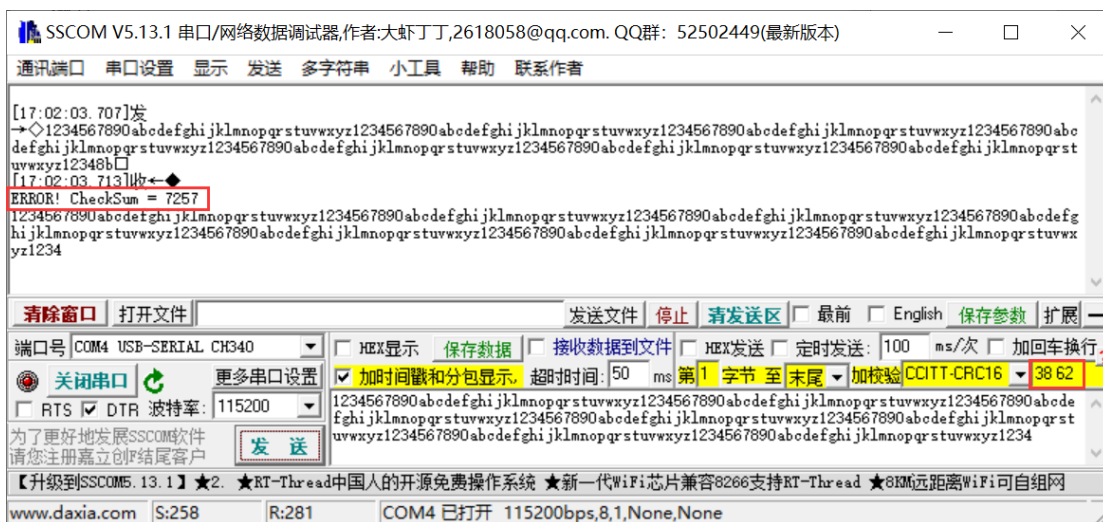 SSCOM V5.13.1 串口/网络数据调试器,作者:大虾丁丁,2618058@qq.com. QQ群: 52502449(最新版本)
通讯端口 串口设置 显示 发送 多字符串 小工具 帮助 联系作者
[17:02:03.707]发
→◇1234567890abcdefghijklmnopqrstuvwxyz1234567890abcdefghijklmnopqrstuvwxyz1234567890abcdefghijklmnopqrstuvwxyz1234567890abc
defghijklmnopqrstuvwxyz1234567890abcdefghijklmnopqrstuvwxyz1234567890abcdefghijklmnopqrstuvwxyz1234567890abcdefghijklmnopqrst
uvwxyz12348b□
[17:02:03.713]收←◆
ERROR! CheckSum = 7257
1234567890abcdefghijklmnopqrstuvwxyz1234567890abcdefghijklmnopqrstuvwxyz1234567890abcdefghijklmnopqrstuvwxyz1234567890abcdefg
hijklmnopqrstuvwxyz1234567890abcdefghijklmnopqrstuvwxyz1234567890abcdefghijklmnopqrstuvwxyz1234567890abcdefghijklmnopqrstuvwx
yz1234
清除窗口 打开文件 发送文件 停止 清发送区 最前 English 保存参数 扩展
端口号 COM4 USB-SERIAL CH340 HEX显示 保存数据 接收数据到文件 HEX发送 定时发送: 100 ms/次 加回车换行
关闭串口 更多串口设置 加时间戳和分包显示, 超时时间: 50 ms 第1 字节 至 末尾 加校验 CCITT-CRC16 38 62
RTS DTR 波特率: 115200
1234567890abcdefghijklmnopqrstuvwxyz1234567890abcdefghijklmnopqrstuvwxyz1234567890abcde
fghijklmnopqrstuvwxyz1234567890abcdefghijklmnopqrstuvwxyz1234567890abcdefghijklmnopqrst
uvwxyz1234567890abcdefghijklmnopqrstuvwxyz1234567890abcdefghijklmnopqrstuvwxyz1234
为了更好地发展SSCOM软件
请您注册嘉立创F结尾客户
发 送
【升级到SSCOM5.13.1】★2. ★RT-Thread中国人的开源免费操作系统 ★新一代WiFi芯片兼容8266支持RT-Thread ★8KM远距离WiFi可自组网
www.daxia.com S:258 R:281 COM4 已打开 115200bps,8,1,None,None